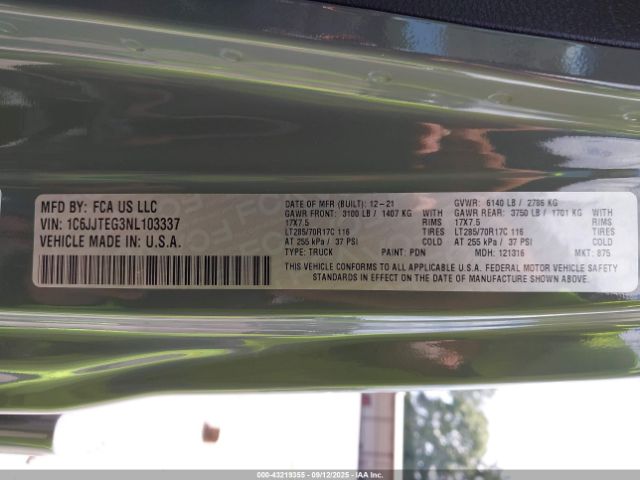 MFD BY: FCA US LLC
VIN: 1C6JJTEG3NL103337
VEHICLE MADE IN: U.S.A.
DATE OF MFR (BUILT): 12-21 GVWR: 6140 LB / 2786 KG
GAWR FRONT: 3100 LB / 1407 KG WITH GAWR REAR: 3750 LB / 1701 KG WITH
17X7.5 RIMS 17X7.5 RIMS
LT285/70R17C 116 TIRES LT285/70R17C 116 TIRES
AT 255 kPa / 37 PSI COLD AT 255 kPa / 37 PSI COLD
TYPE: TRUCK PAINT: PDN MDH: 121316 MKT: 875
THIS VEHICLE CONFORMS TO ALL APPLICABLE U.S.A. FEDERAL MOTOR VEHICLE SAFETY
STANDARDS IN EFFECT ON THE DATE OF MANUFACTURE SHOWN ABOVE.
IAA 43219355 | 09/12/2025 | © IAA Holdings, LLC